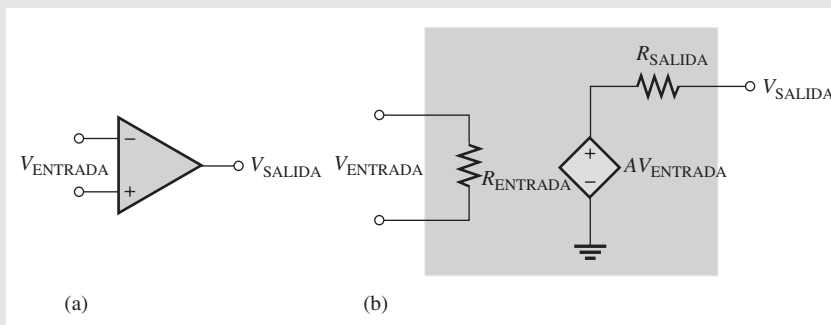 −
V_ENTRADA
+
V_SALIDA
(a)
V_ENTRADA
R_ENTRADA
+
−
AV_ENTRADA
R_SALIDA
V_SALIDA
(b)